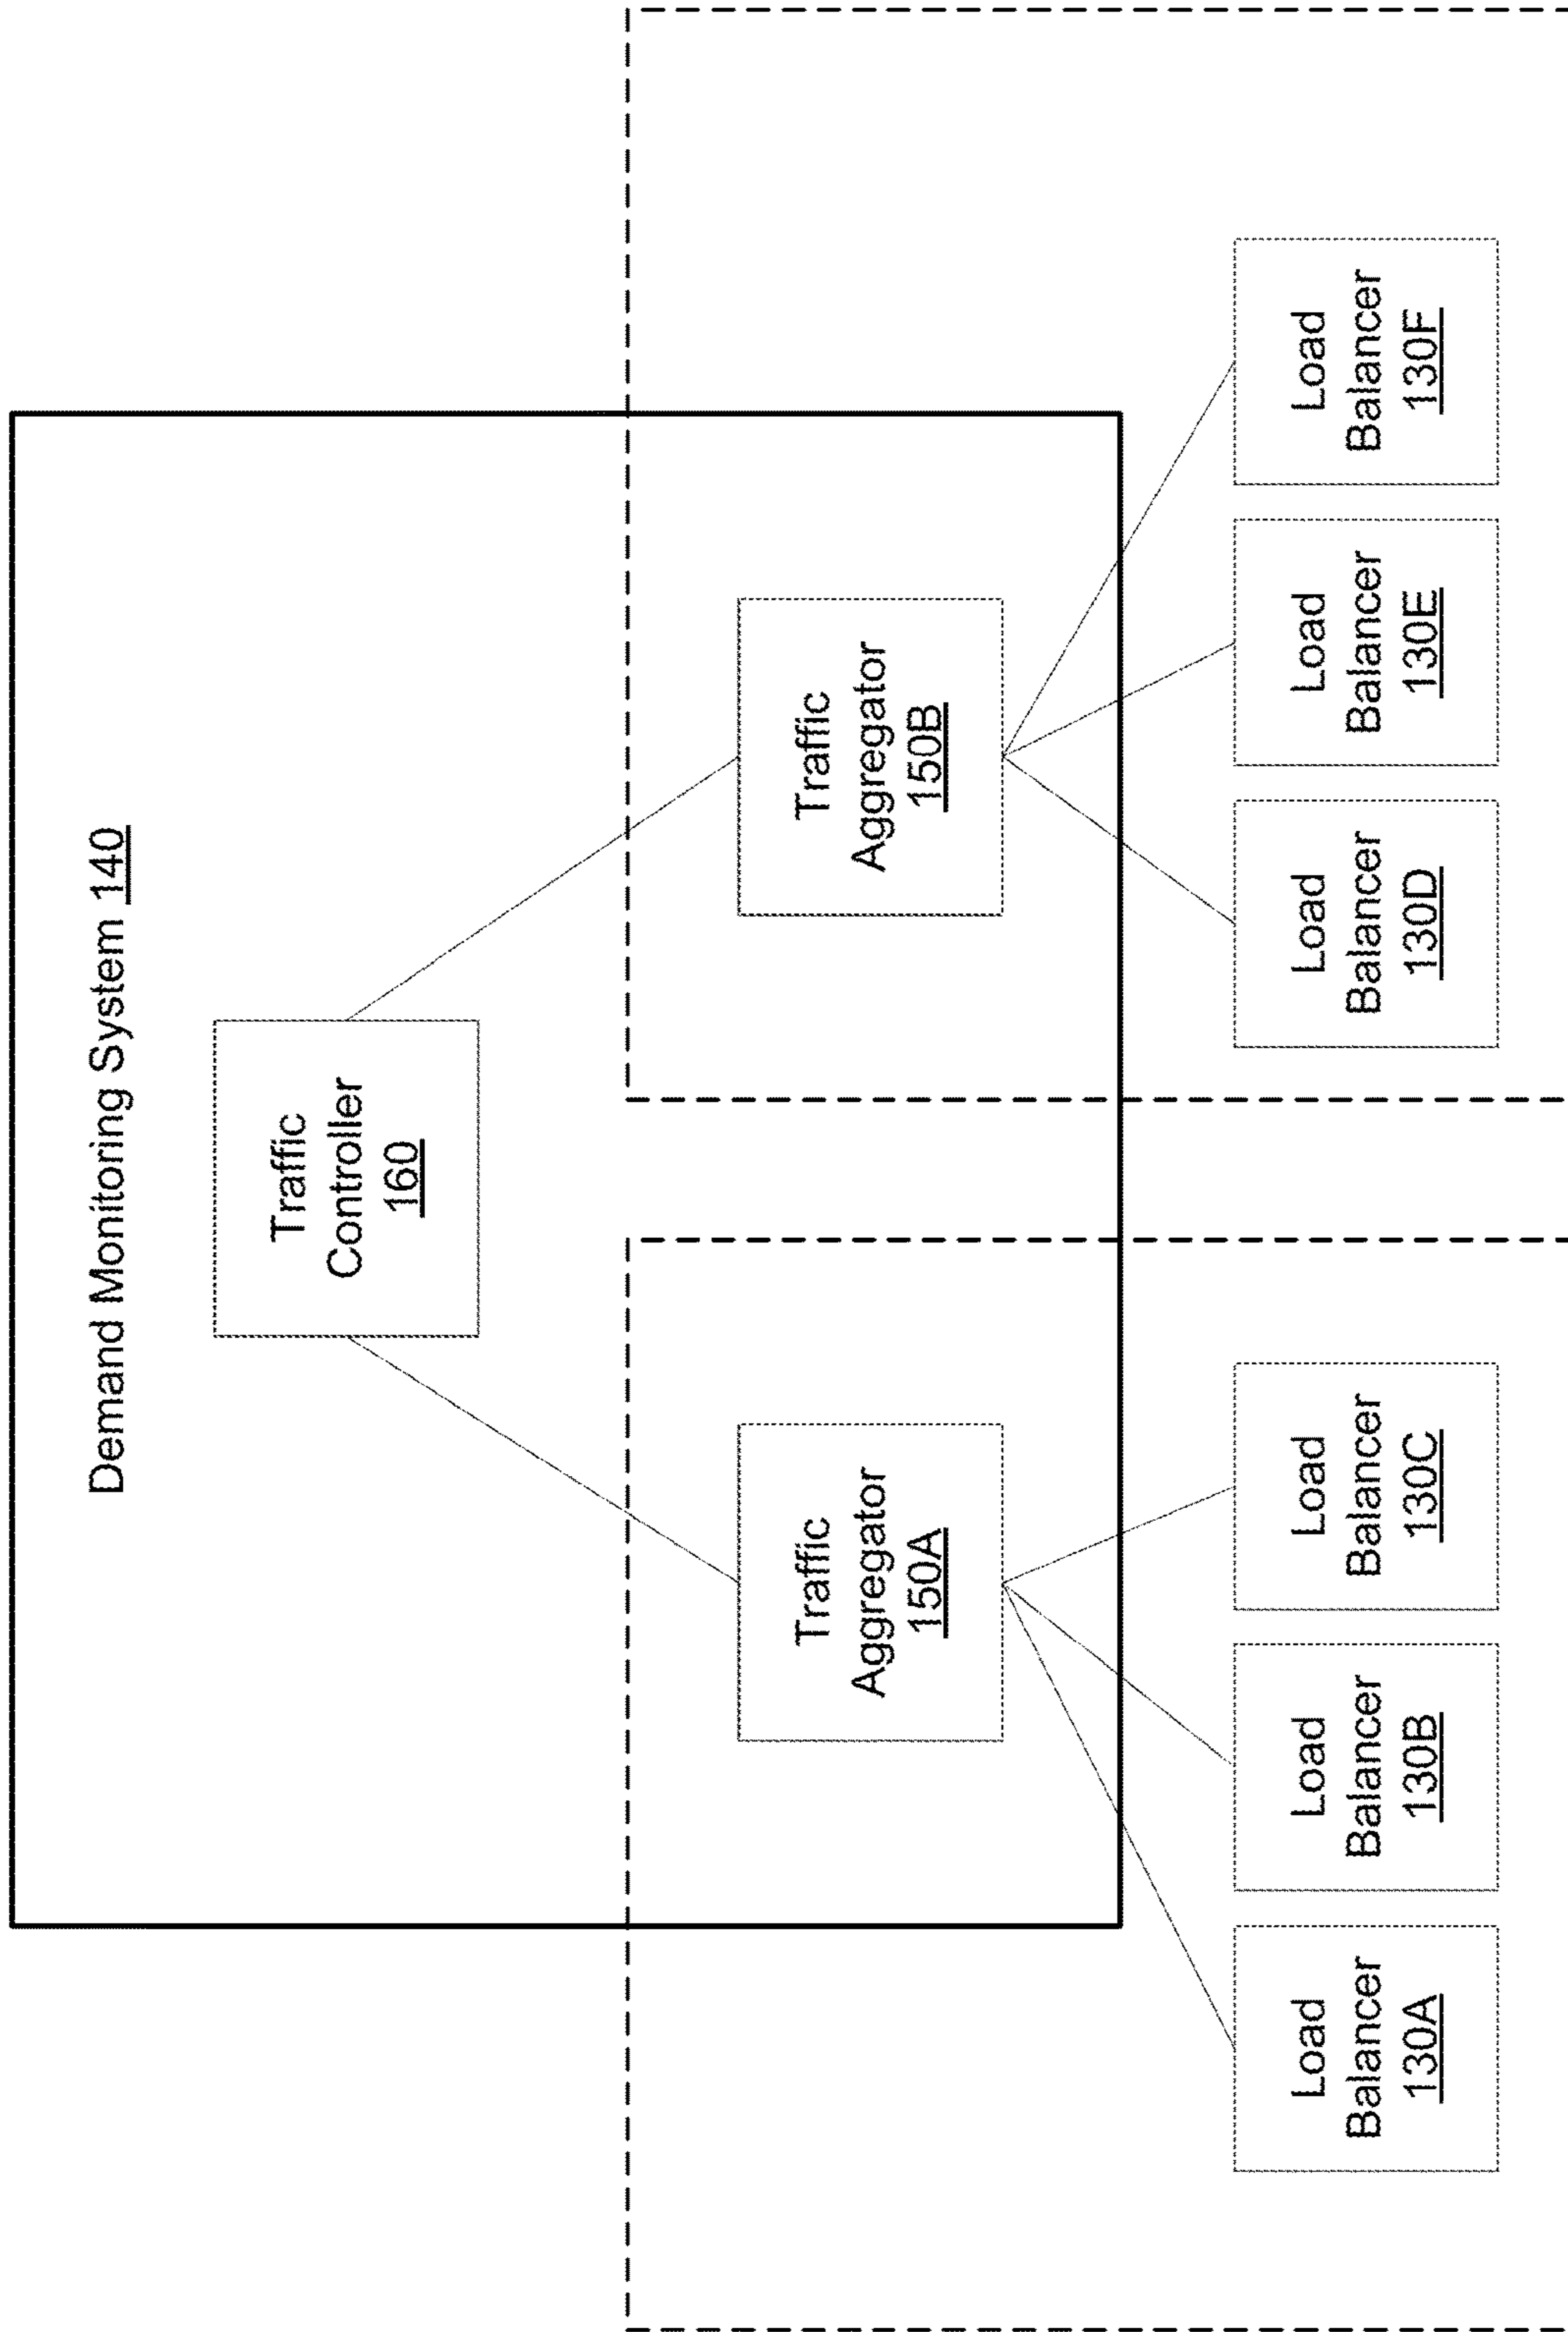 Demand Monitoring System 140
Traffic
Controller
160
Traffic
Aggregator
150A
Traffic
Aggregator
150B
Load
Balancer
130A
Load
Balancer
130B
Load
Balancer
130C
Load
Balancer
130D
Load
Balancer
130E
Load
Balancer
130F